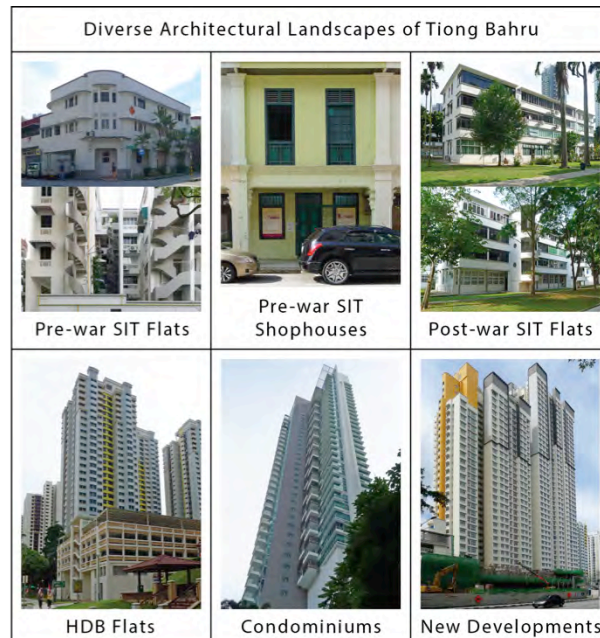 Diverse Architectural Landscapes of Tiong Bahru
Pre-war SIT Flats
Pre-war SIT
Shophouses
Post-war SIT Flats
HDB Flats
Condominiums
New Developments